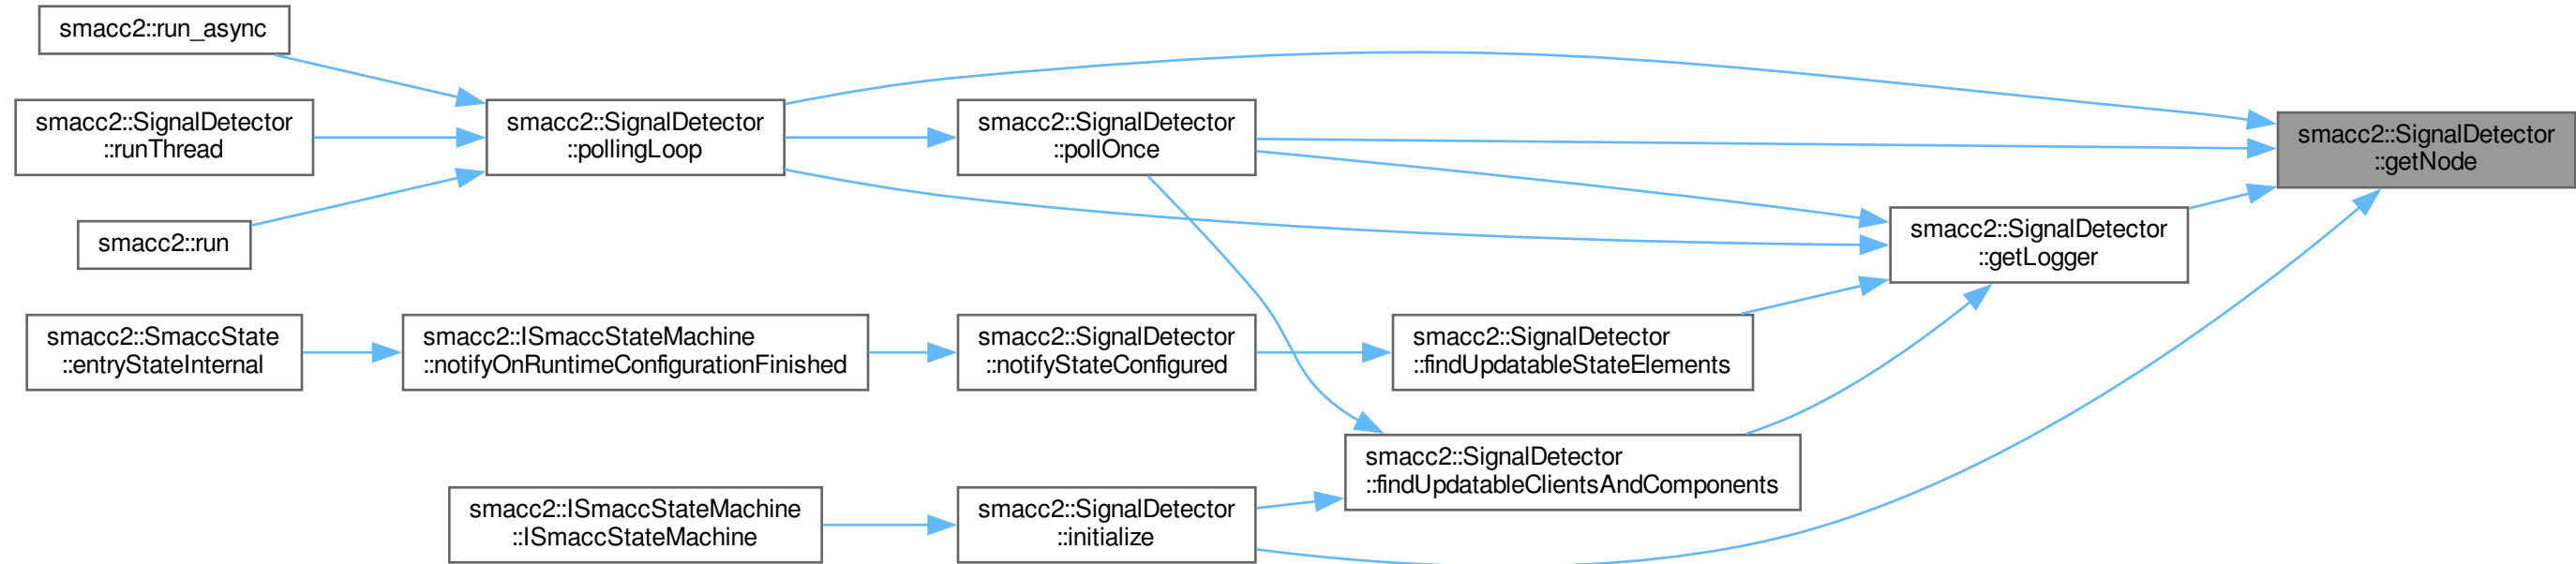 smacc2::run_async
smacc2::SignalDetector
::runThread
smacc2::run
smacc2::SignalDetector
::pollingLoop
smacc2::SignalDetector
::pollOnce
smacc2::SignalDetector
::getNode
smacc2::SignalDetector
::getLogger
smacc2::SmaccState
::entryStateInternal
smacc2::ISmaccStateMachine
::notifyOnRuntimeConfigurationFinished
smacc2::SignalDetector
::notifyStateConfigured
smacc2::SignalDetector
::findUpdatableStateElements
smacc2::SignalDetector
::findUpdatableClientsAndComponents
smacc2::ISmaccStateMachine
::ISmaccStateMachine
smacc2::SignalDetector
::initialize